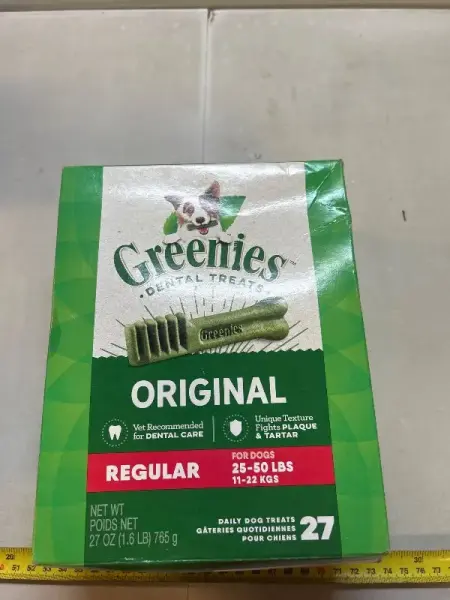 Greenies™
• DENTAL TREATS •
Greenies
ORIGINAL
Vet Recommended
for DENTAL CARE
Unique Texture
Fights PLAQUE
& TARTAR
REGULAR
FOR DOGS
25-50 LBS
11-22 KGS
NET WT
POIDS NET
27 OZ (1.6 LB) 765 g
DAILY DOG TREATS
GÂTERIES QUOTIDIENNES
POUR CHIENS
27